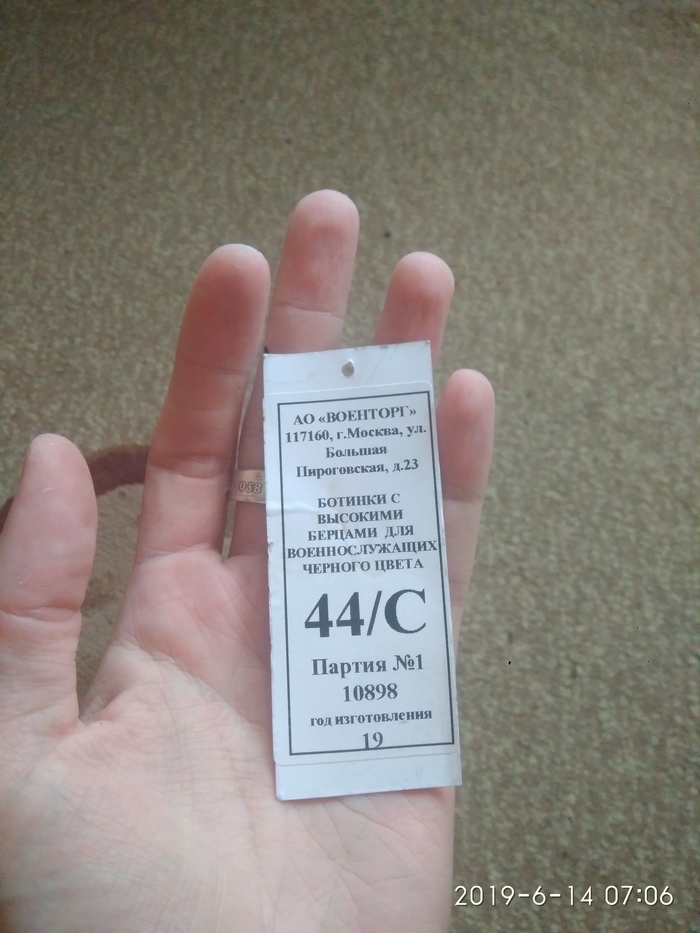 АО «ВОЕНТОРГ»
117160, г.Москва, ул.
Большая
Пироговская, д.23
БОТИНКИ С
ВЫСОКИМИ
БЕРЦАМИ ДЛЯ
ВОЕННОСЛУЖАЩИХ
ЧЕРНОГО ЦВЕТА
44/С
Партия №1
10898
год изготовления
19
958
2019-6-14 07:06